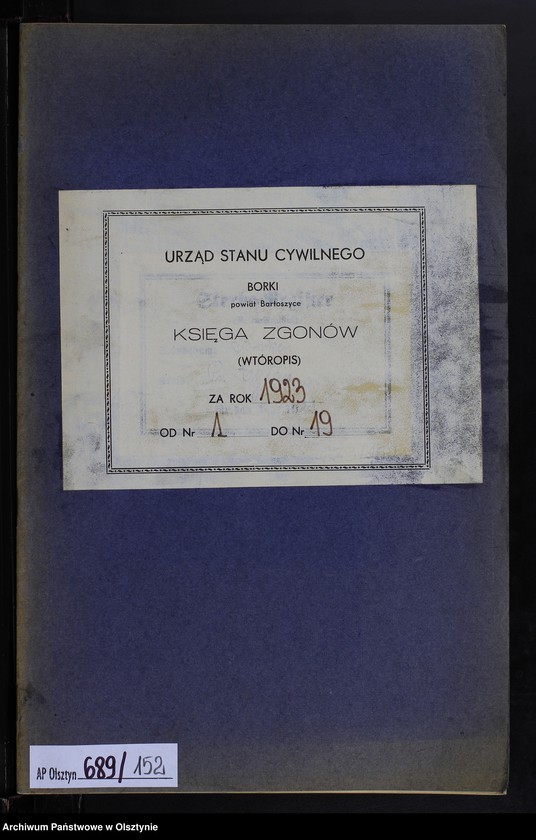 URZĄD STANU CYWILNEGO
BORKI
powiat Bartoszyce
KSIĘGA ZGONÓW
(WTÓROPIS)
ZA ROK 1923
OD Nr 1 DO Nr 19
AP Olsztyn 689/152
Archiwum Państwowe w Olsztynie